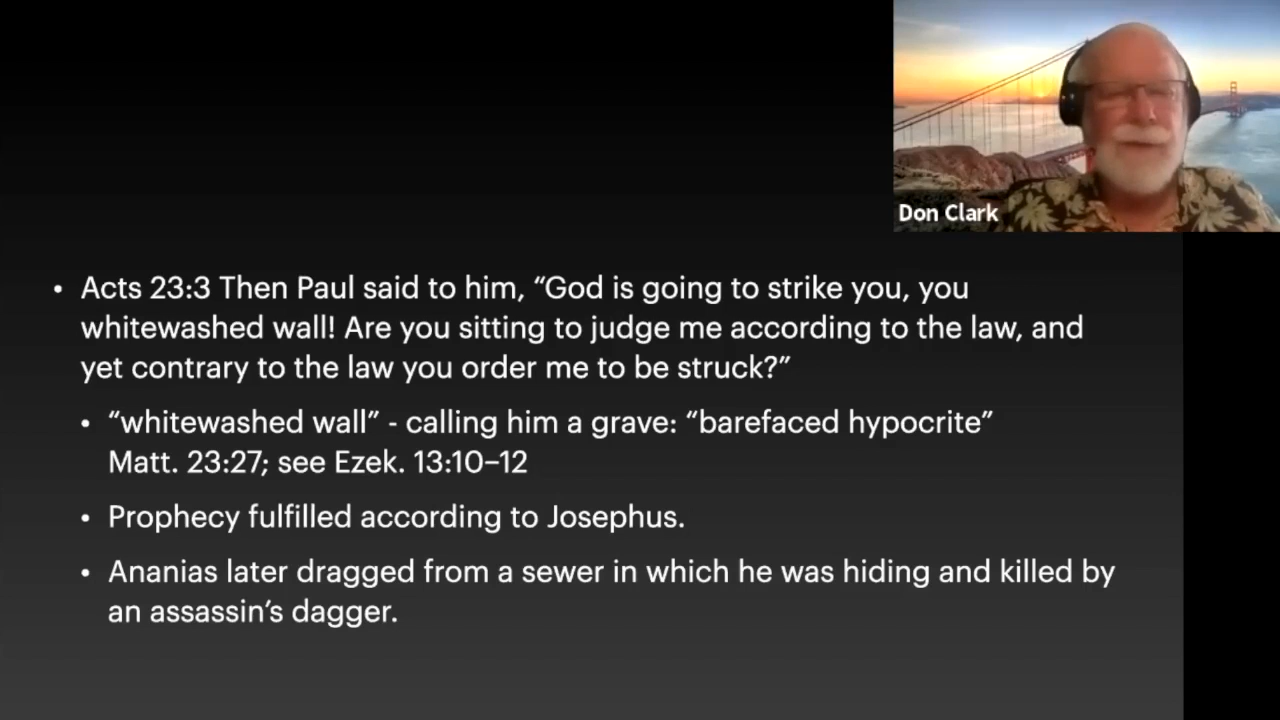 Don Clark
• Acts 23:3 Then Paul said to him, “God is going to strike you, you
whitewashed wall! Are you sitting to judge me according to the law, and
yet contrary to the law you order me to be struck?”
• “whitewashed wall” - calling him a grave: “barefaced hypocrite”
Matt. 23:27; see Ezek. 13:10–12
• Prophecy fulfilled according to Josephus.
• Ananias later dragged from a sewer in which he was hiding and killed by
an assassin’s dagger.